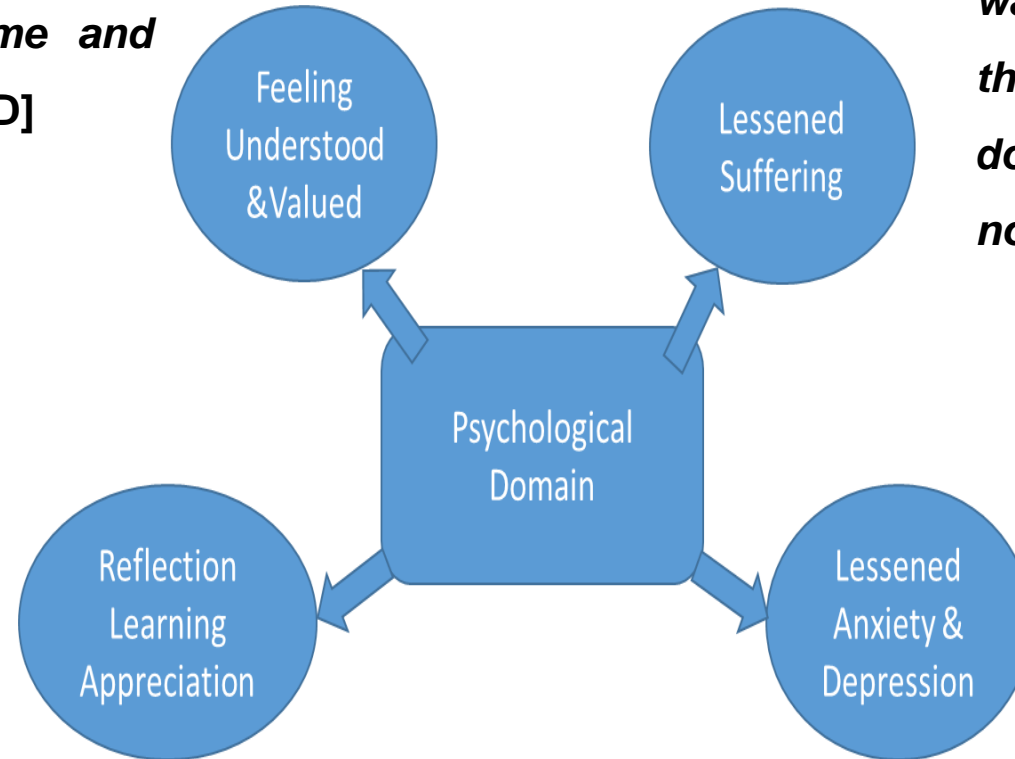 me and
D]
Feeling
Understood
&Valued
Lessened
Suffering
Psychological
Domain
Reflection
Learning
Appreciation
Lessened
Anxiety &
Depression